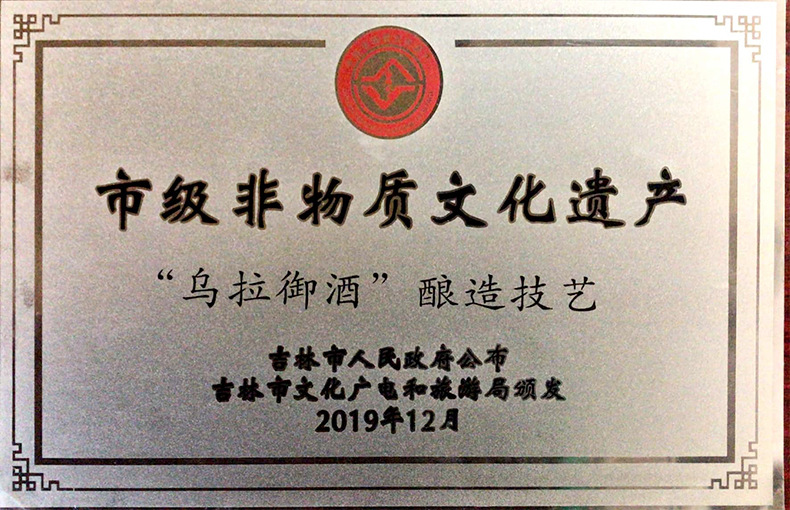 市级非物质文化遗产
“乌拉御酒”酿造技艺
吉林市人民政府公布
吉林市文化广电和旅游局颁发
2019年12月